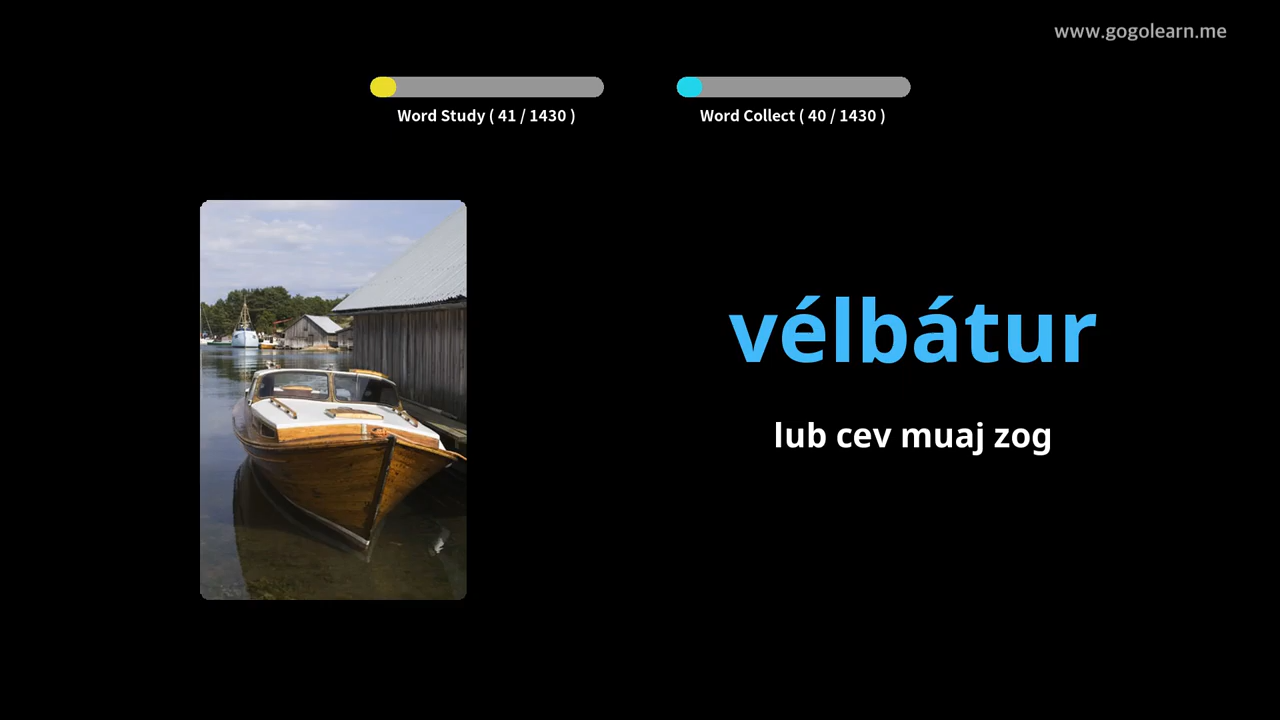 www.gogolearn.me
Word Study ( 41 / 1430 )
Word Collect ( 40 / 1430 )
vélbátur
lub cev muaj zog